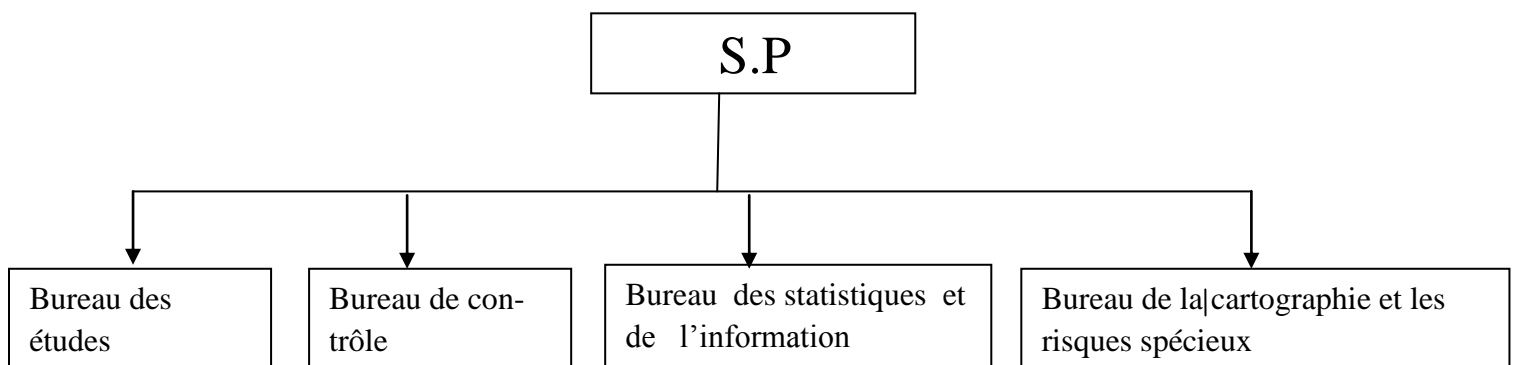 S.P
Bureau des
études
Bureau de con-
trôle
Bureau des statistiques et
de l'information
Bureau de la|cartographie et les
risques spécieux